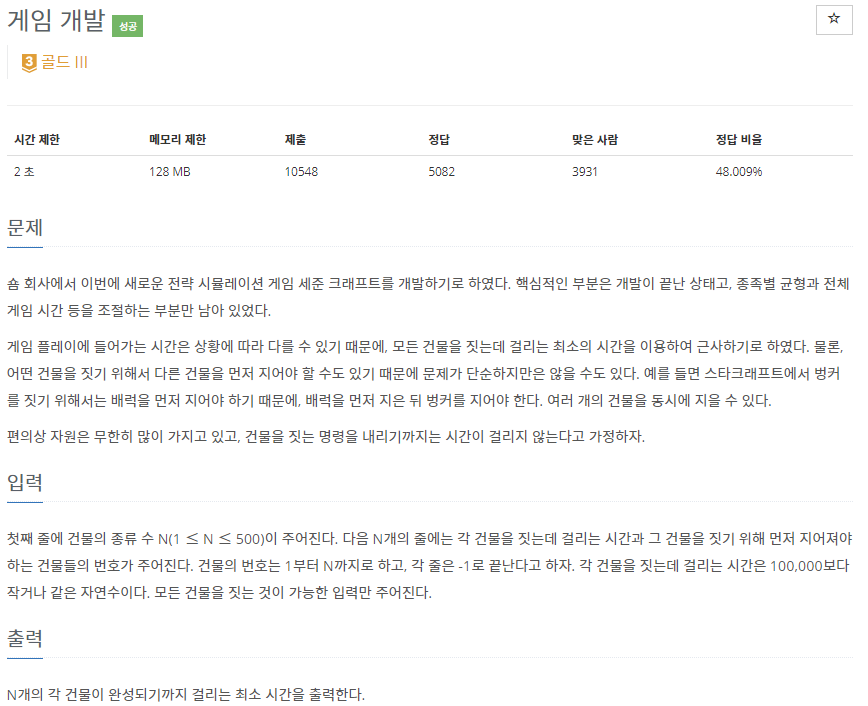 게임 개발 성공
☆
3 골드 III
시간 제한 메모리 제한 제출 정답 맞은 사람 정답 비율
2 초 128 MB 10548 5082 3931 48.009%
문제
숌 회사에서 이번에 새로운 전략 시뮬레이션 게임 세준 크래프트를 개발하기로 하였다. 핵심적인 부분은 개발이 끝난 상태고, 종족별 균형과 전체
게임 시간 등을 조절하는 부분만 남아 있었다.
게임 플레이에 들어가는 시간은 상황에 따라 다를 수 있기 때문에, 모든 건물을 짓는데 걸리는 최소의 시간을 이용하여 근사하기로 하였다. 물론,
어떤 건물을 짓기 위해서 다른 건물을 먼저 지어야 할 수도 있기 때문에 문제가 단순하지만은 않을 수도 있다. 예를 들면 스타크래프트에서 벙커
를 짓기 위해서는 배럭을 먼저 지어야 하기 때문에, 배럭을 먼저 지은 뒤 벙커를 지어야 한다. 여러 개의 건물을 동시에 지을 수 있다.
편의상 자원은 무한히 많이 가지고 있고, 건물을 짓는 명령을 내리기까지는 시간이 걸리지 않는다고 가정하자.
입력
첫째 줄에 건물의 종류 수 N(1 ≤ N ≤ 500)이 주어진다. 다음 N개의 줄에는 각 건물을 짓는데 걸리는 시간과 그 건물을 짓기 위해 먼저 지어져야
하는 건물들의 번호가 주어진다. 건물의 번호는 1부터 N까지로 하고, 각 줄은 -1로 끝난다고 하자. 각 건물을 짓는데 걸리는 시간은 100,000보다
작거나 같은 자연수이다. 모든 건물을 짓는 것이 가능한 입력만 주어진다.
출력
N개의 각 건물이 완성되기까지 걸리는 최소 시간을 출력한다.